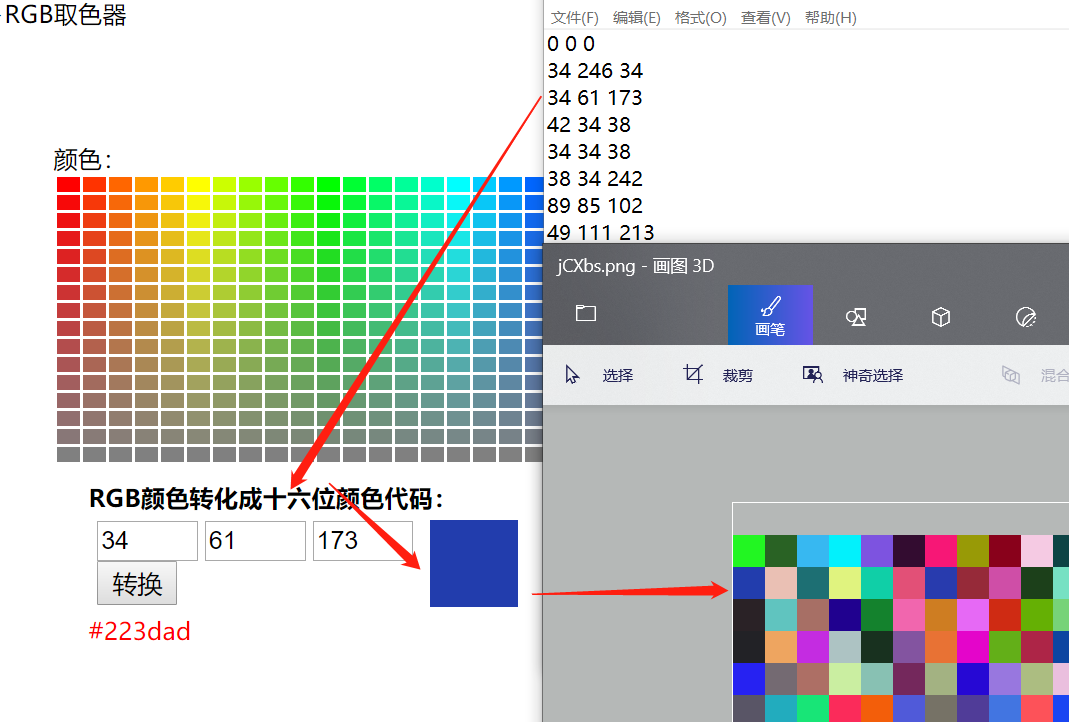 RGB取色器
颜色：
RGB颜色转化成十六位颜色代码：
34 61 173
转换
#223dad
文件(F) 编辑(E) 格式(O) 查看(V) 帮助(H)
0 0 0
34 246 34
34 61 173
42 34 38
34 34 38
38 34 242
89 85 102
49 111 213
jCXbs.png - 画图 3D
画笔
选择 裁剪 神奇选择 混合